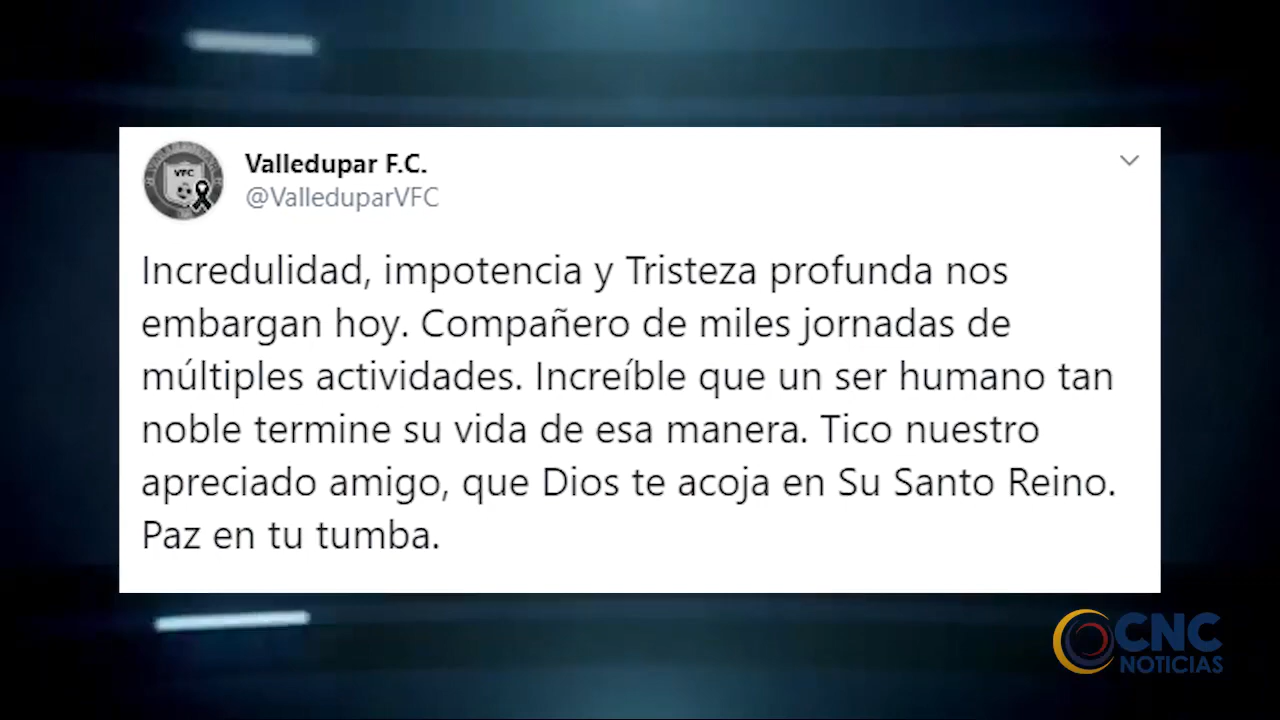 VFC
Valledupar F.C.
@ValleduparVFC
Incredulidad, impotencia y Tristeza profunda nos
embargan hoy. Compañero de miles jornadas de
múltiples actividades. Increíble que un ser humano tan
noble termine su vida de esa manera. Tico nuestro
apreciado amigo, que Dios te acoja en Su Santo Reino.
Paz en tu tumba.
CNC
NOTICIAS